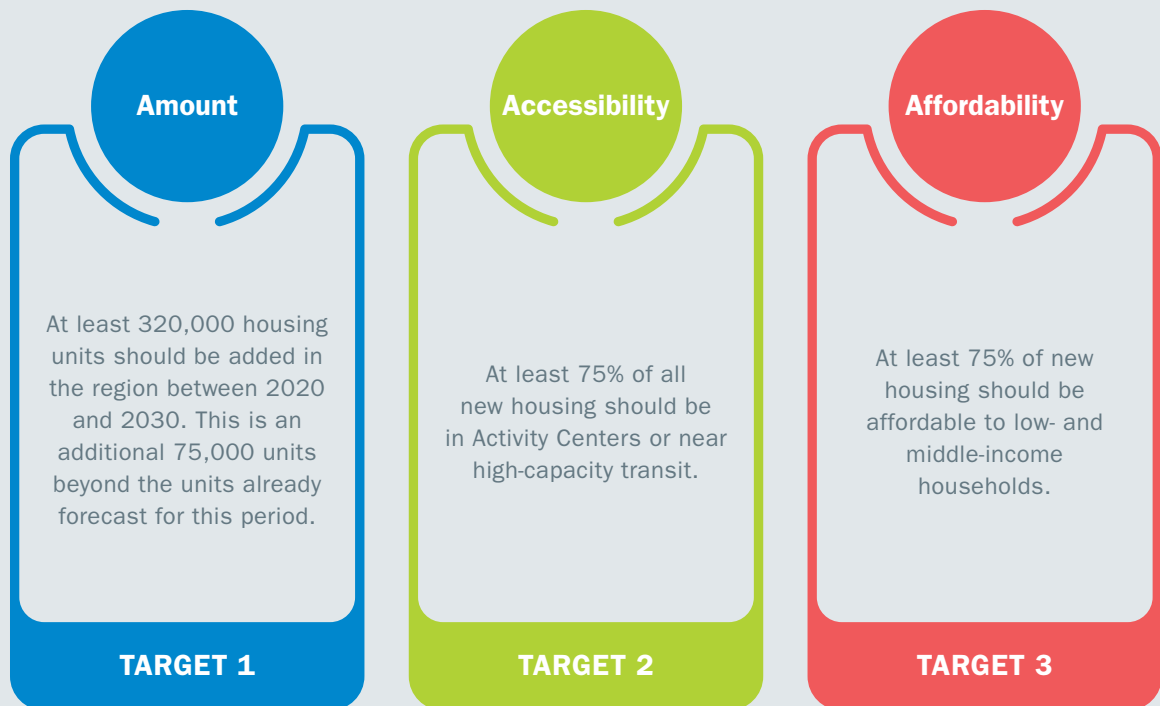 Amount
At least 320,000 housing
units should be added in
the region between 2020
and 2030. This is an
additional 75,000 units
beyond the units already
forecast for this period.
TARGET 1
Accessibility
At least 75% of all
new housing should be
in Activity Centers or near
high-capacity transit.
TARGET 2
Affordability
At least 75% of new
housing should be
affordable to low- and
middle-income
households.
TARGET 3